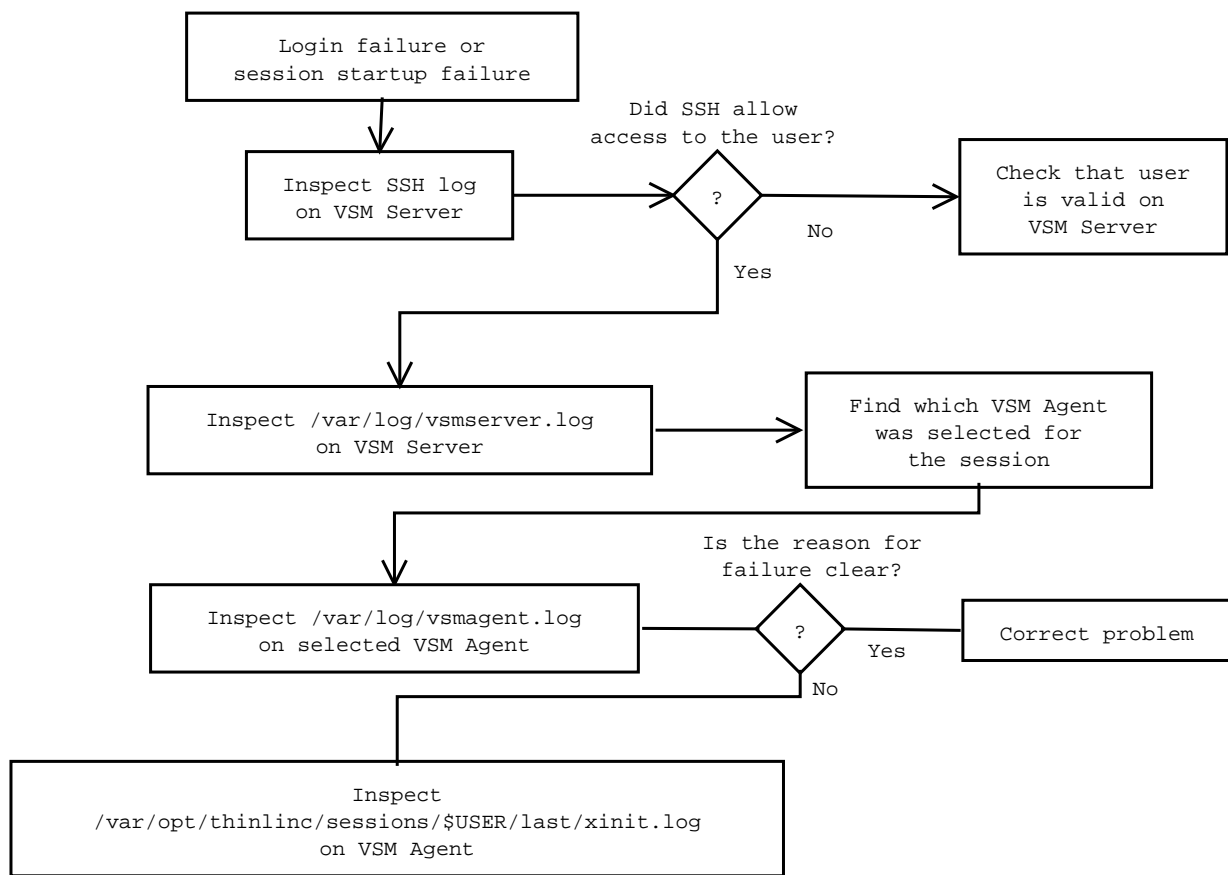 Login failure or
session startup failure
Did SSH allow
access to the user?
Inspect SSH log
on VSM Server
?
No
Yes
Check that user
is valid on
VSM Server
Inspect /var/log/vsmserver.log
on VSM Server
Find which VSM Agent
was selected for
the session
Is the reason for
failure clear?
Inspect /var/log/vsmagent.log
on selected VSM Agent
?
Yes
No
Correct problem
Inspect
/var/opt/thinlinc/sessions/$USER/last/xinit.log
on VSM Agent